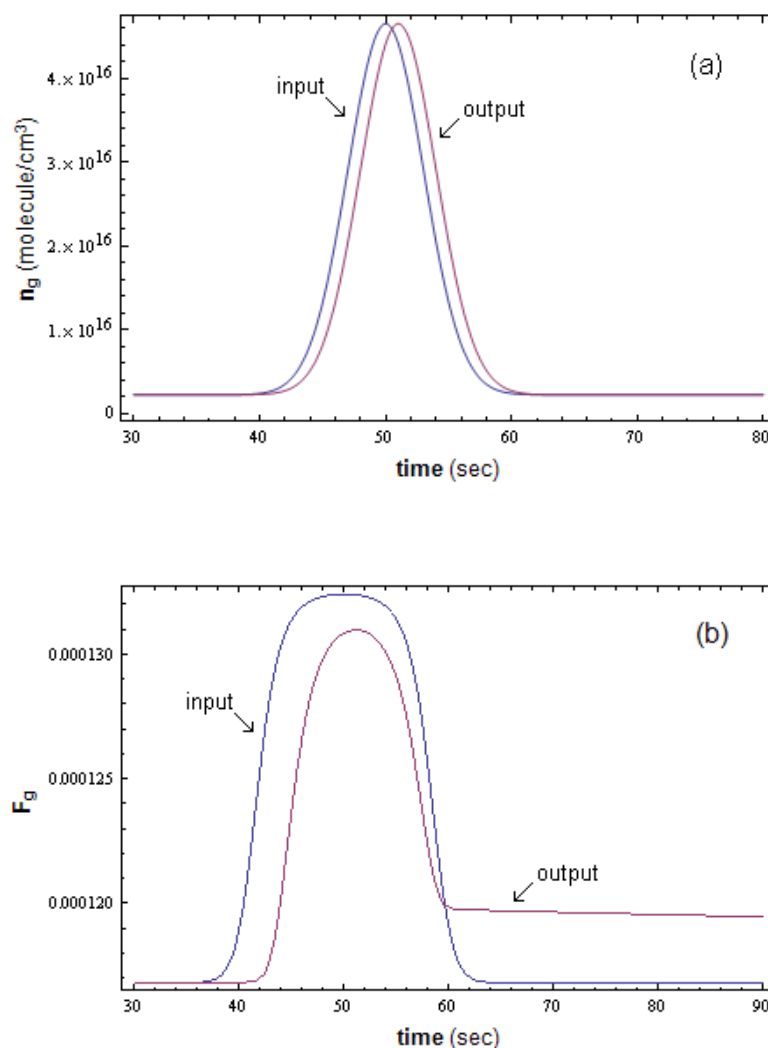 (a)
4.×10¹⁶
input
output
3.×10¹⁶
2.×10¹⁶
1.×10¹⁶
0
n_g (molecule/cm³)
30 40 50 60 70 80
time (sec)
(b)
0.000130
input
0.000125
F_g
output
0.000120
30 40 50 60 70 80 90
time (sec)